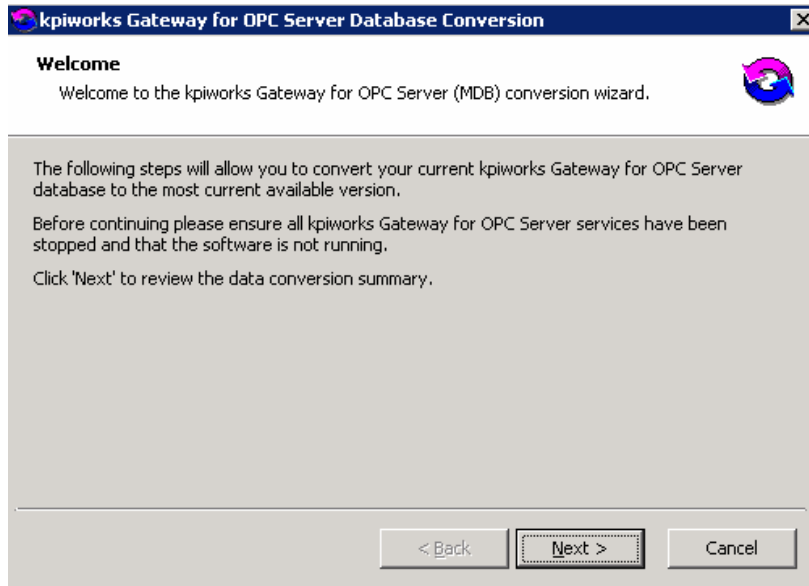 kpiworks Gateway for OPC Server Database Conversion
Welcome
Welcome to the kpiworks Gateway for OPC Server (MDB) conversion wizard.
The following steps will allow you to convert your current kpiworks Gateway for OPC Server
database to the most current available version.
Before continuing please ensure all kpiworks Gateway for OPC Server services have been
stopped and that the software is not running.
Click 'Next' to review the data conversion summary.
< Back Next > Cancel